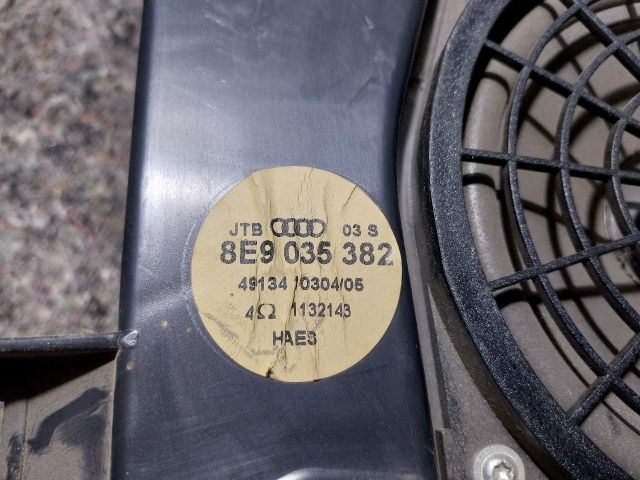 JTB 03 S
8E9 035 382
49134 /0304/05
4Ω 1132143
HAES